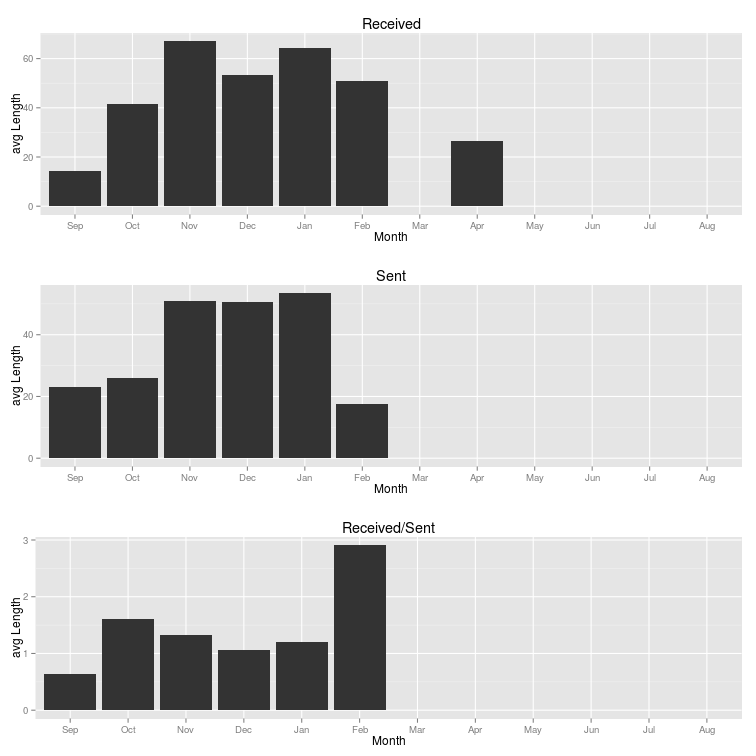 Received
avg Length
60
40
20
0
Sep Oct Nov Dec Jan Feb Mar Apr May Jun Jul Aug
Month
Sent
avg Length
40
20
0
Sep Oct Nov Dec Jan Feb Mar Apr May Jun Jul Aug
Month
Received/Sent
avg Length
3
2
1
0
Sep Oct Nov Dec Jan Feb Mar Apr May Jun Jul Aug
Month